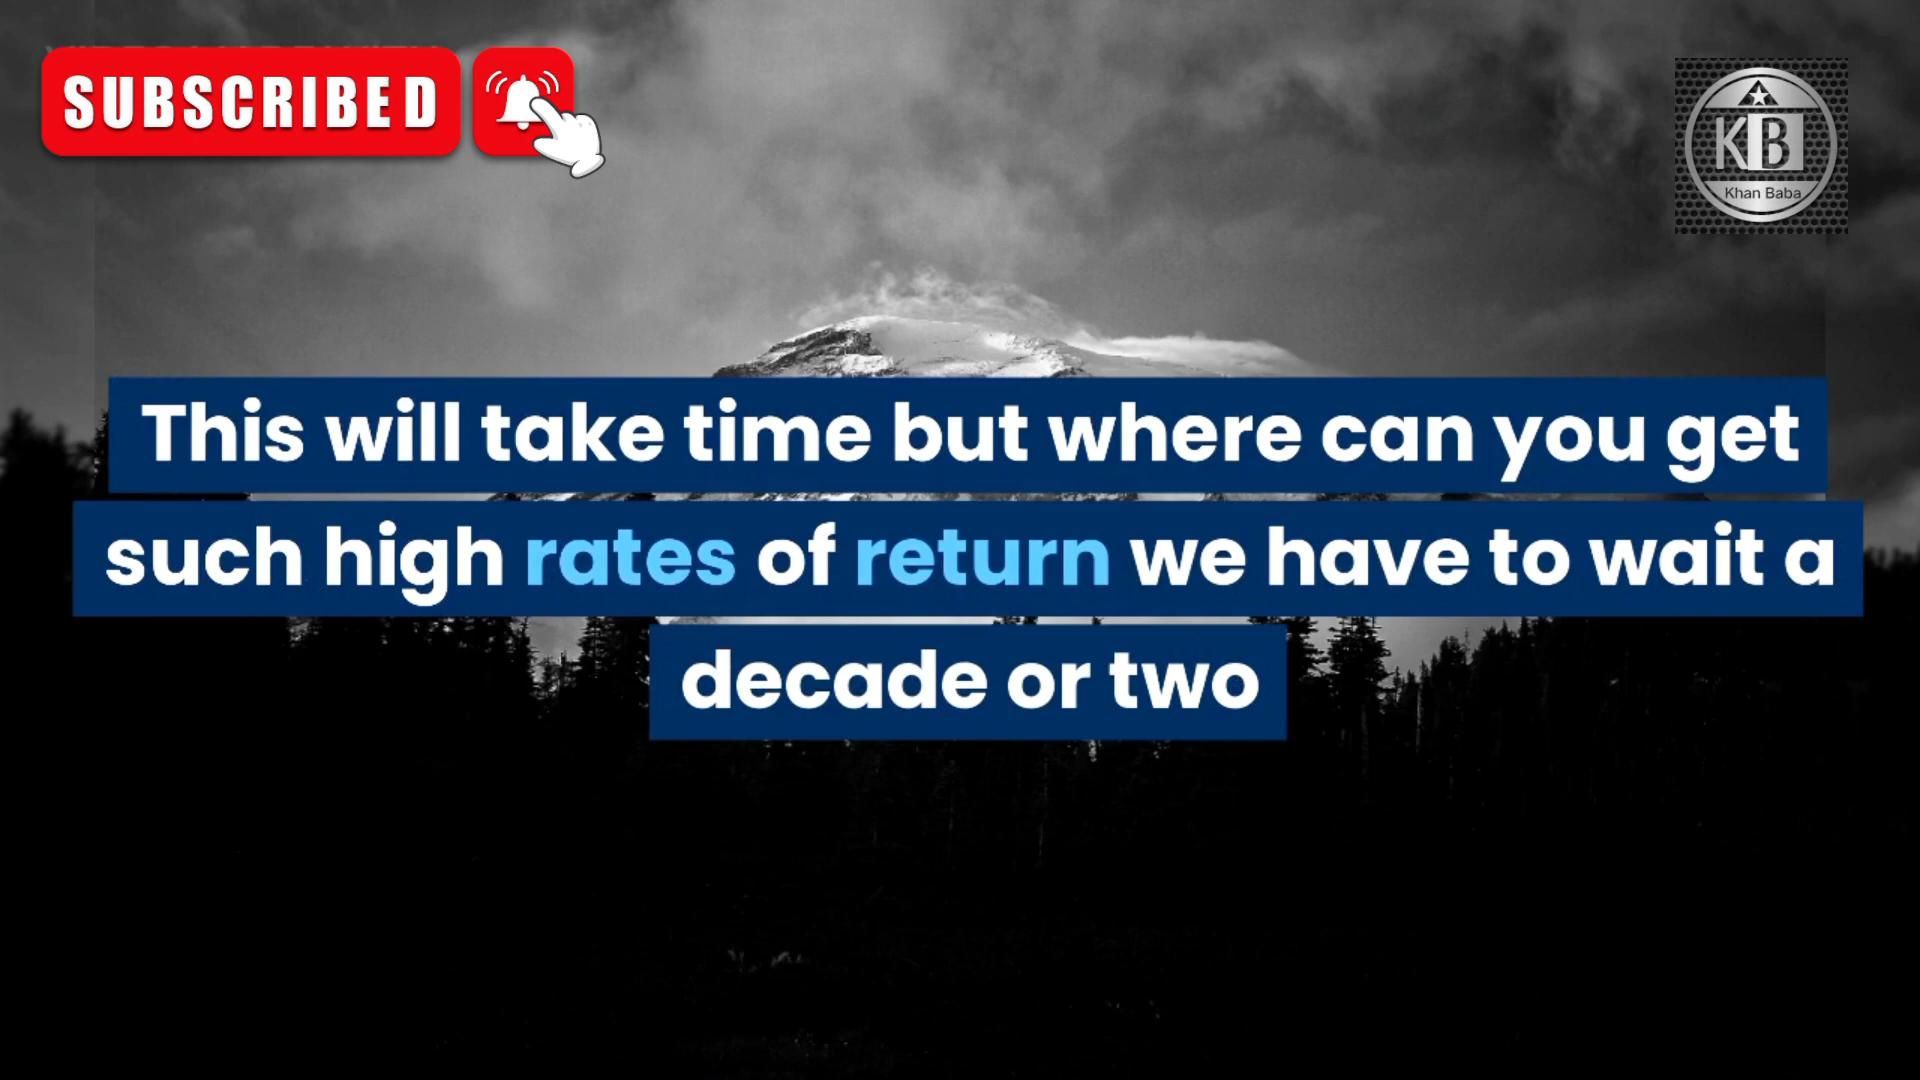 SUBSCRIBED
KB
Khan Baba
This will take time but where can you get
such high rates of return we have to wait a
decade or two